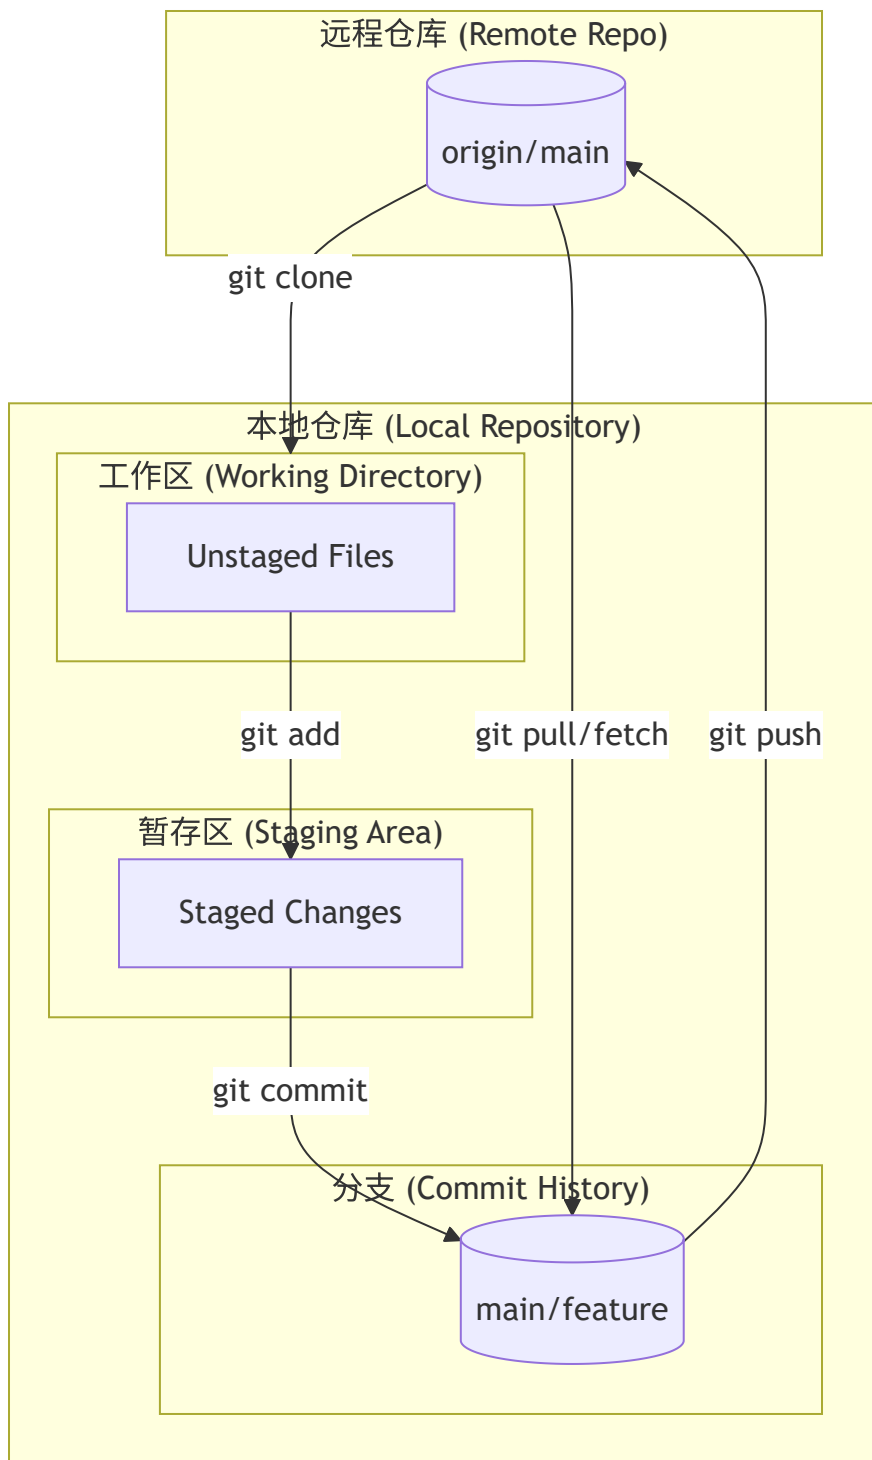 远程仓库 (Remote Repo)
origin/main
git clone
本地仓库 (Local Repository)
工作区 (Working Directory)
Unstaged Files
git add
git pull/fetch
git push
暂存区 (Staging Area)
Staged Changes
git commit
分支 (Commit History)
main/feature